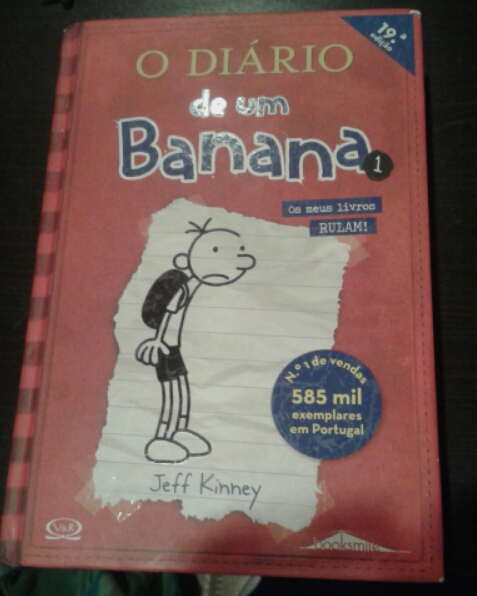 19.ª
edição
O DIÁRIO
de um
Banana
1
Os meus livros
RULAM!
N.º 1 de vendas
585 mil
exemplares
em Portugal
Jeff Kinney
V&R
booksmile